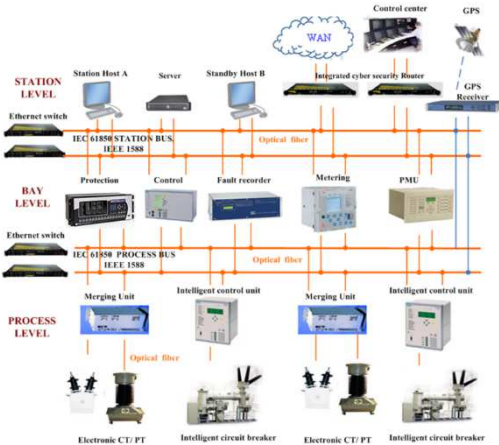 Control center
GPS
WAN
STATION
LEVEL
Station Host A
Server
Standby Host B
Integrated cyber security Router
GPS
Receiver
Ethernet switch
IEC 61850 STATION BUS,
IEEE 1588
Optical fiber
BAY
LEVEL
Protection
Control
Fault recorder
Metering
PMU
Ethernet switch
IEC 61850 PROCESS BUS
IEEE 1588
Optical fiber
PROCESS
LEVEL
Merging Unit
Intelligent control unit
Merging Unit
Intelligent control unit
Optical fiber
Electronic CT/ PT
Intelligent circuit breaker
Electronic CT/ PT
Intelligent circuit breaker